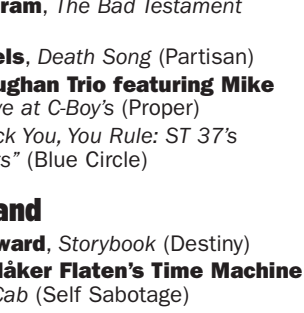 ram, The Bad Testament
els, Death Song (Partisan)
ughan Trio featuring Mike
ve at C-Boy's (Proper)
ck You, You Rule: ST 37's
s” (Blue Circle)
and
ward, Storybook (Destiny)
Håker Flaten's Time Machine
Cab (Self Sabotage)